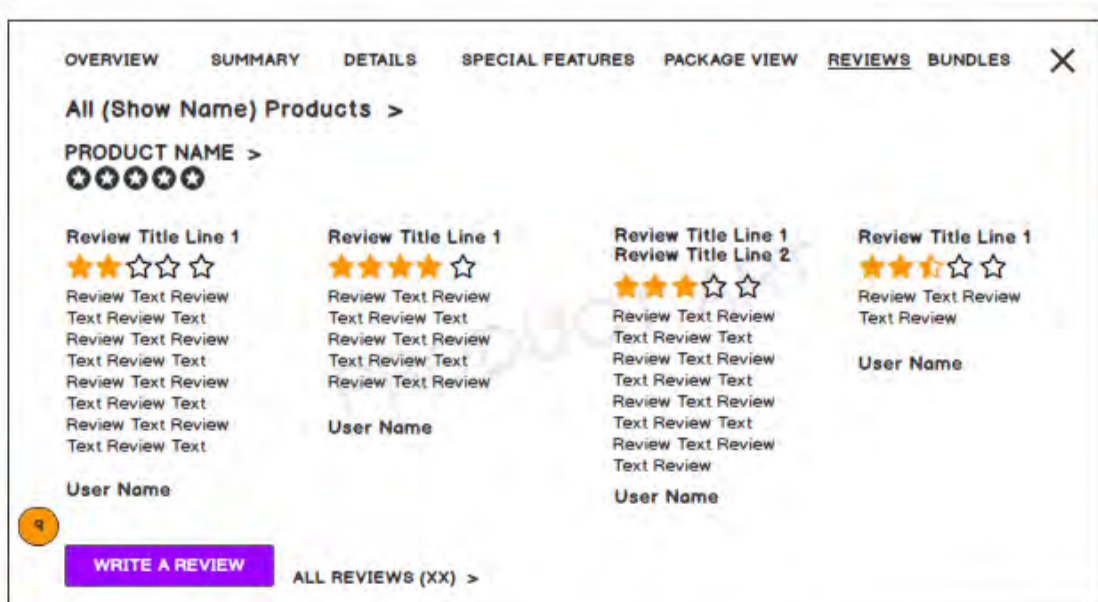 OVERVIEW SUMMARY DETAILS SPECIAL FEATURES PACKAGE VIEW REVIEWS BUNDLES
All (Show Name) Products >
PRODUCT NAME >
Review Title Line 1
Review Text Review
Text Review Text
Review Text Review
Text Review Text
Review Text Review
Text Review Text
Review Text Review
Text Review Text
User Name
Review Title Line 1
Review Text Review
Text Review Text
Review Text Review
Text Review Text
Review Text Review
User Name
Review Title Line 1
Review Title Line 2
Review Text Review
Text Review Text
Review Text Review
Text Review Text
Review Text Review
Text Review Text
Review Text Review
Text Review
User Name
Review Title Line 1
Review Text Review
Text Review
User Name
9
WRITE A REVIEW
ALL REVIEWS (XX) >